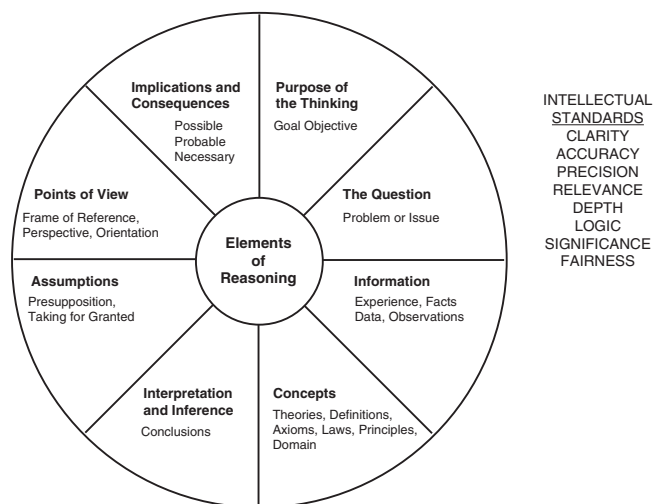 Implications and
Consequences
Possible
Probable
Necessary
Purpose of
the Thinking
Goal Objective
Points of View
Frame of Reference,
Perspective, Orientation
The Question
Problem or Issue
Elements
of
Reasoning
Assumptions
Presupposition,
Taking for Granted
Information
Experience, Facts
Data, Observations
Interpretation
and Inference
Conclusions
Concepts
Theories, Definitions,
Axioms, Laws, Principles,
Domain
INTELLECTUAL
STANDARDS
CLARITY
ACCURACY
PRECISION
RELEVANCE
DEPTH
LOGIC
SIGNIFICANCE
FAIRNESS